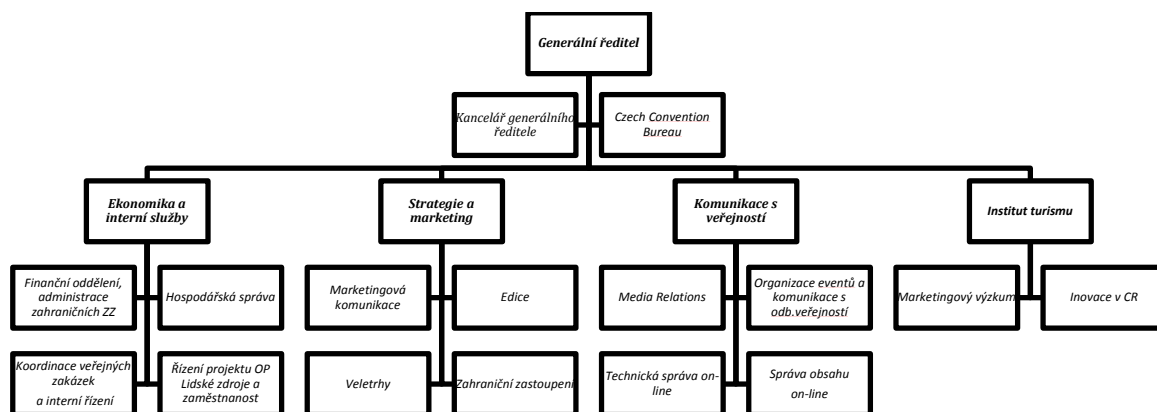 Generální ředitel
Kancelář generálního
ředitele
Czech Convention
Bureau
Ekonomika a
interní služby
Strategie a
marketing
Komunikace s
veřejností
Institut turismu
Finanční oddělení,
administrace
zahraničních ZZ
Hospodářská správa
Marketingová
komunikace
Edice
Media Relations
Organizace eventů a
komunikace s
odb.veřejností
Marketingový výzkum
Inovace v CR
Koordinace veřejných
zakázek
a interní řízení
Řízení projektu OP
Lidské zdroje a
zaměstnanost
Veletrhy
Zahraniční zastoupení
Technická správa on-
line
Správa obsahu
on-line